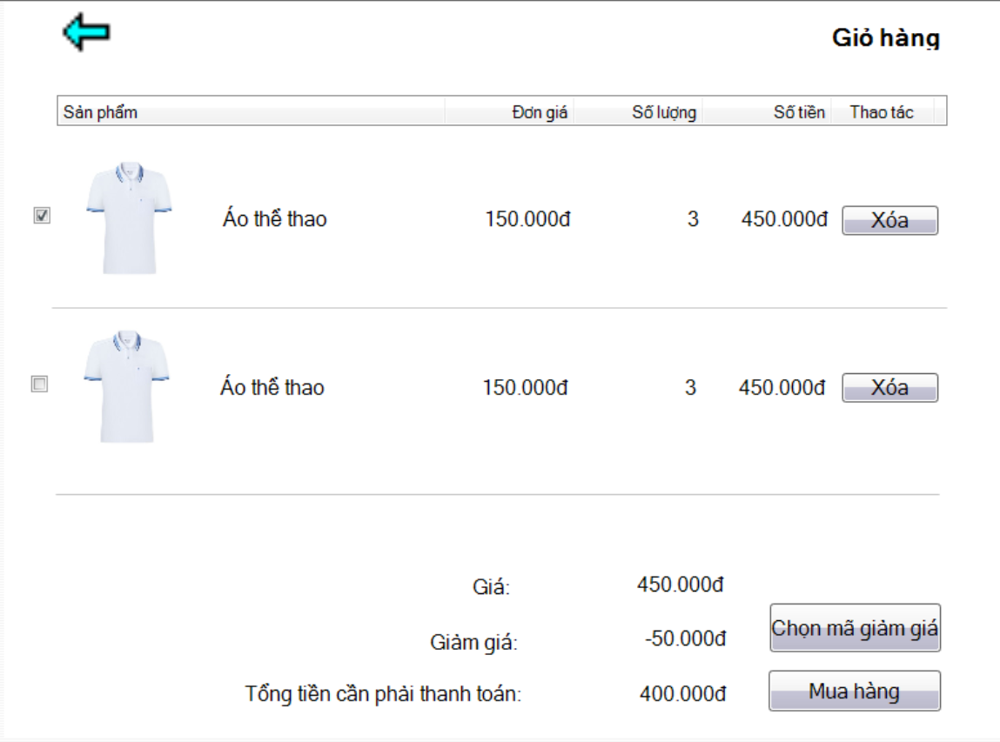 Giỏ hàng
Sản phẩm Đơn giá Số lượng Số tiền Thao tác
Áo thể thao 150.000đ 3 450.000đ Xóa
Áo thể thao 150.000đ 3 450.000đ Xóa
Giá: 450.000đ
Giảm giá: -50.000đ Chọn mã giảm giá
Tổng tiền cần phải thanh toán: 400.000đ Mua hàng